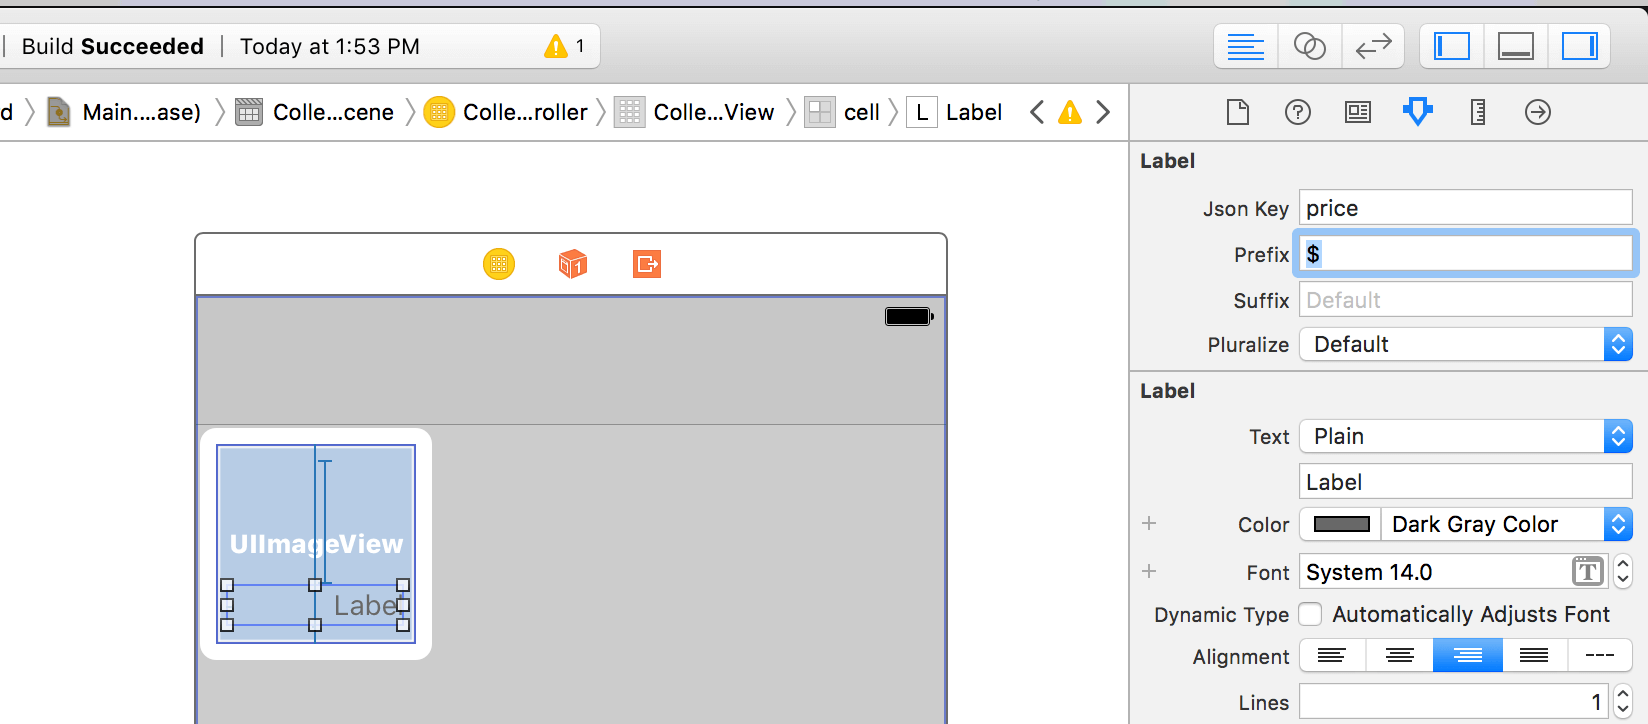 Build Succeeded | Today at 1:53 PM 1
d Main....ase) Colle...cene Colle...roller Colle...View cell L Label
Label
Json Key price
Prefix $
Suffix Default
Pluralize Default
Label
Text Plain
Label
Color Dark Gray Color
Font System 14.0 T
Dynamic Type Automatically Adjusts Font
Alignment
Lines 1
1
UIImageView
Label